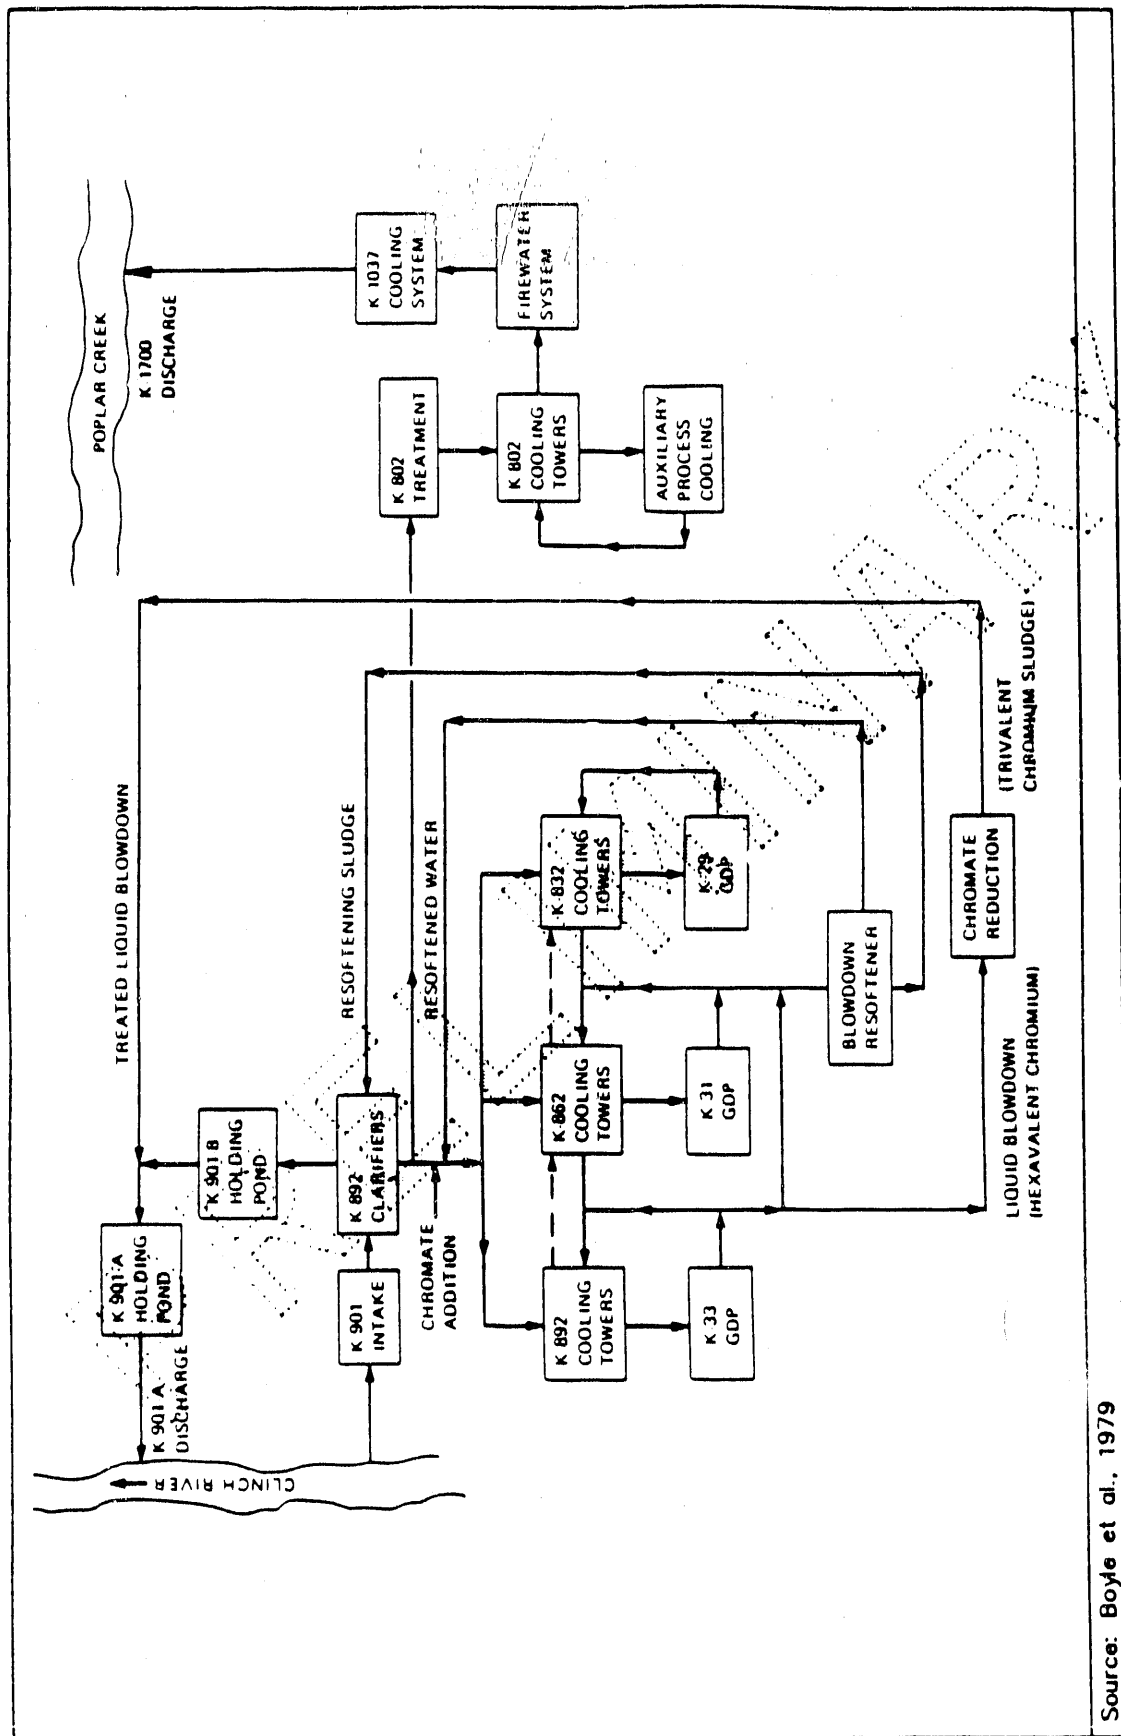 POPLAR CREEK
K-1700
DISCHARGE
TREATED LIQUID BLOWDOWN
K 901-A
HOLDING
POND
K 901 A
DISCHARGE
CLINCH RIVER
K 901 B
HOLDING
POND
RESOFTENING SLUDGE
K 1037
COOLING
SYSTEM
K 901
INTAKE
K 892
CLARIFIERS
K 802
TREATMENT
CHROMATE
ADDITION
RESOFTENED WATER
FIREWATER
SYSTEM
K 892
COOLING
TOWERS
K-862
COOLING
TOWERS
K-832
COOLING
TOWERS
K 802
COOLING
TOWERS
K 33
GDP
K 31
GDP
K-29
GDP
AUXILIARY
PROCESS
COOLING
BLOWDOWN
RESOFTENER
CHROMATE
REDUCTION
LIQUID BLOWDOWN
(HEXAVALENT CHROMIUM)
(TRIVALENT
CHROMIUM SLUDGE)
PRELIMINARY
Source: Boyle et al., 1979